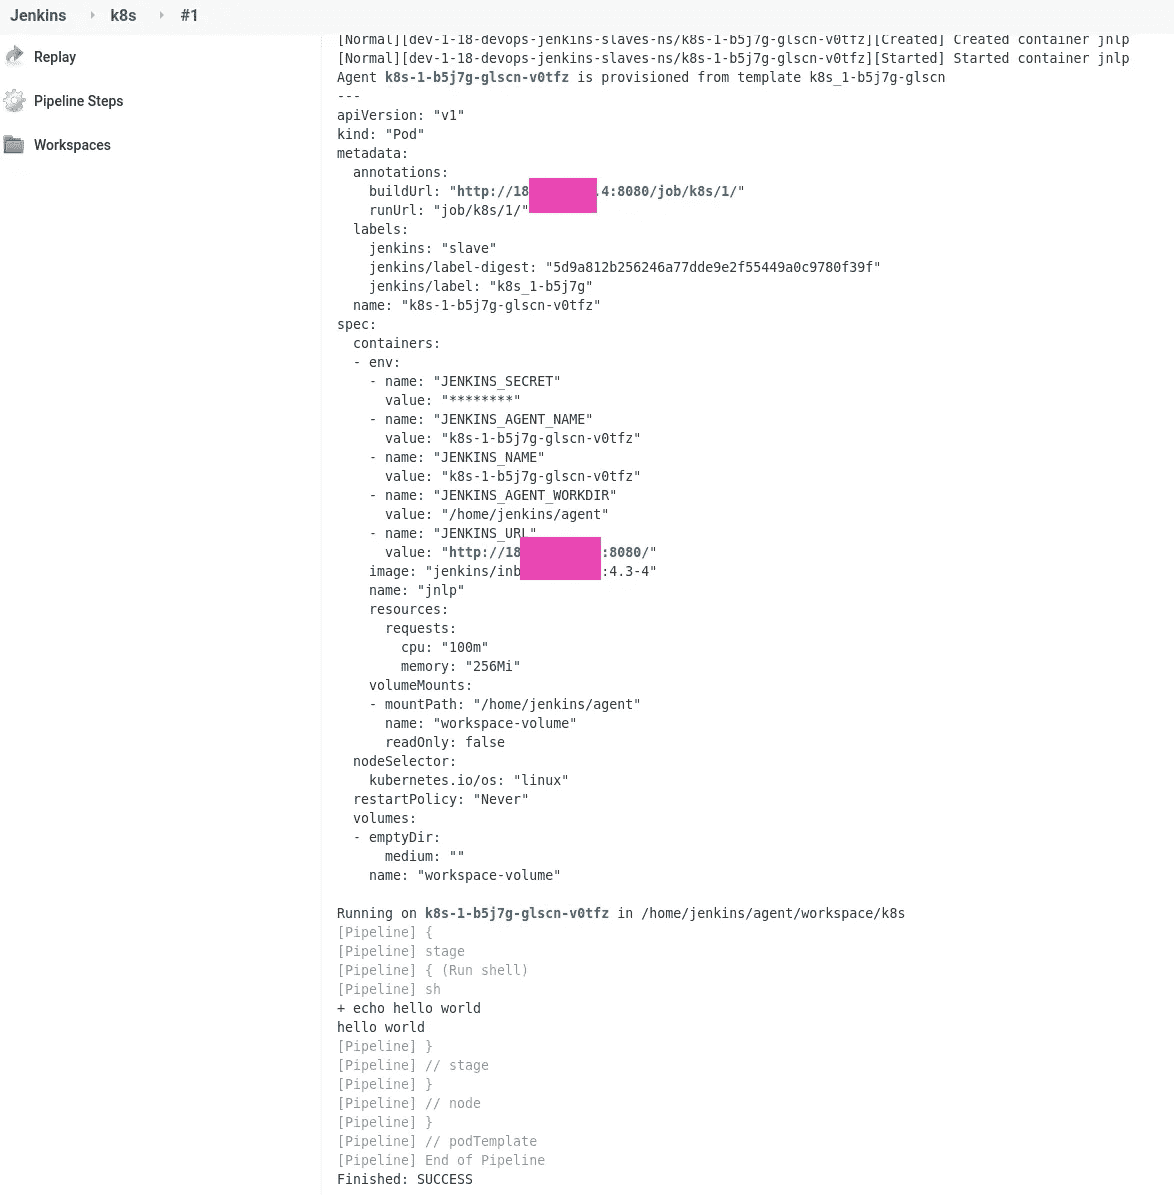 Jenkins k8s #1
Replay
Pipeline Steps
Workspaces
[Normal][dev-1-18-devops-jenkins-slaves-ns/k8s-1-b5j7g-glscn-v0tfz][Created] Created container jnlp
[Normal][dev-1-18-devops-jenkins-slaves-ns/k8s-1-b5j7g-glscn-v0tfz][Started] Started container jnlp
Agent k8s-1-b5j7g-glscn-v0tfz is provisioned from template k8s_1-b5j7g-glscn
---
apiVersion: "v1"
kind: "Pod"
metadata:
  annotations:
    buildUrl: "http://18 .4:8080/job/k8s/1/"
    runUrl: "job/k8s/1/"
  labels:
    jenkins: "slave"
    jenkins/label-digest: "5d9a812b256246a77dde9e2f55449a0c9780f39f"
    jenkins/label: "k8s_1-b5j7g"
  name: "k8s-1-b5j7g-glscn-v0tfz"
spec:
  containers:
  - env:
    - name: "JENKINS_SECRET"
      value: "********"
    - name: "JENKINS_AGENT_NAME"
      value: "k8s-1-b5j7g-glscn-v0tfz"
    - name: "JENKINS_NAME"
      value: "k8s-1-b5j7g-glscn-v0tfz"
    - name: "JENKINS_AGENT_WORKDIR"
      value: "/home/jenkins/agent"
    - name: "JENKINS_URL"
      value: "http://18 :8080/"
    image: "jenkins/inb :4.3-4"
    name: "jnlp"
    resources:
      requests:
        cpu: "100m"
        memory: "256Mi"
    volumeMounts:
    - mountPath: "/home/jenkins/agent"
      name: "workspace-volume"
      readOnly: false
  nodeSelector:
    kubernetes.io/os: "linux"
  restartPolicy: "Never"
  volumes:
  - emptyDir:
      medium: ""
    name: "workspace-volume"
Running on k8s-1-b5j7g-glscn-v0tfz in /home/jenkins/agent/workspace/k8s
[Pipeline] {
[Pipeline] stage
[Pipeline] { (Run shell)
[Pipeline] sh
+ echo hello world
hello world
[Pipeline] }
[Pipeline] // stage
[Pipeline] }
[Pipeline] // node
[Pipeline] }
[Pipeline] // podTemplate
[Pipeline] End of Pipeline
Finished: SUCCESS